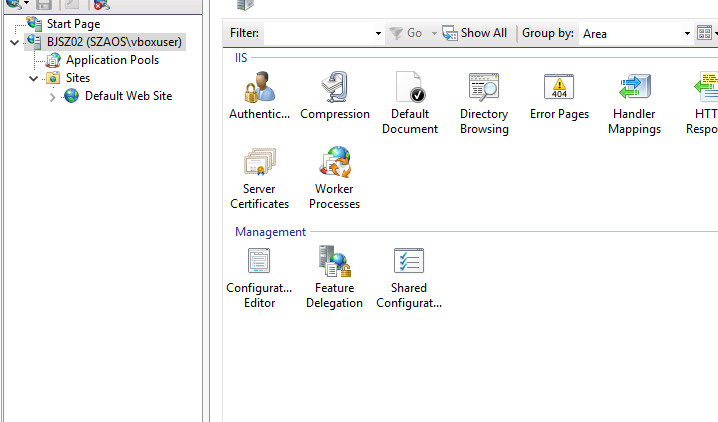 Start Page
BJSZ02 (SZAOS\vboxuser)
Application Pools
Sites
Default Web Site
Filter:
Go
Show All
Group by:
Area
IIS
Authentic...
Compression
Default
Document
Directory
Browsing
Error Pages
404
Handler
Mappings
HTT
Respo
Server
Certificates
Worker
Processes
Management
Configurat...
Editor
Feature
Delegation
Shared
Configurat...